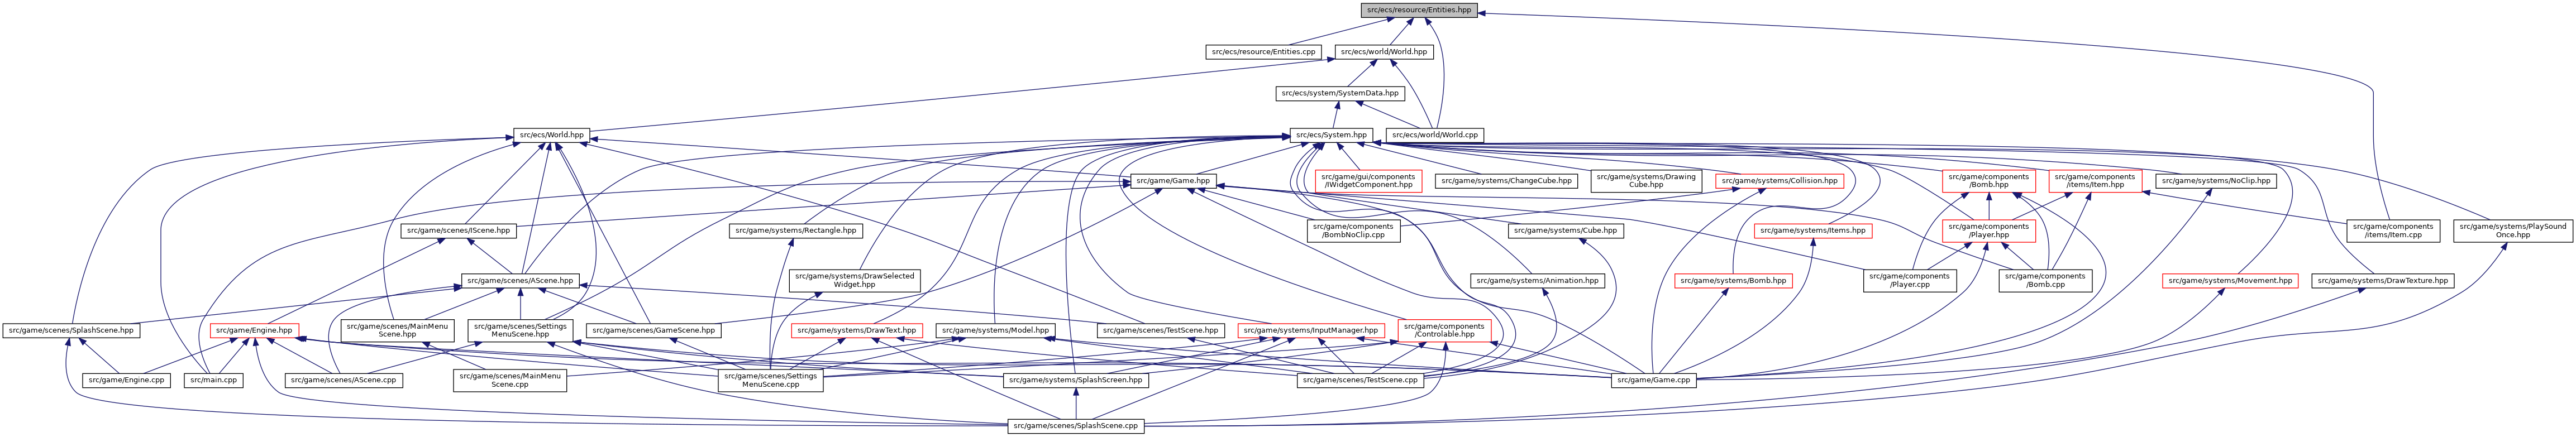 src/ecs/resource/Entities.hpp
src/ecs/resource/Entities.cpp
src/ecs/world/World.hpp
src/ecs/system/SystemData.hpp
src/ecs/World.hpp
src/ecs/System.hpp
src/ecs/world/World.cpp
src/game/Game.hpp
src/game/gui/components
/IWidgetComponent.hpp
src/game/systems/ChangeCube.hpp
src/game/systems/Drawing
Cube.hpp
src/game/systems/Collision.hpp
src/game/components
/Bomb.hpp
src/game/components
/items/Item.hpp
src/game/systems/NoClip.hpp
src/game/scenes/IScene.hpp
src/game/systems/Rectangle.hpp
src/game/components
/BombNoClip.cpp
src/game/systems/Cube.hpp
src/game/systems/Items.hpp
src/game/components
/Player.hpp
src/game/components
/items/Item.cpp
src/game/systems/PlaySound
Once.hpp
src/game/scenes/AScene.hpp
src/game/systems/DrawSelected
Widget.hpp
src/game/systems/Animation.hpp
src/game/systems/Bomb.hpp
src/game/components
/Player.cpp
src/game/components
/Bomb.cpp
src/game/systems/Movement.hpp
src/game/systems/DrawTexture.hpp
src/game/scenes/SplashScene.hpp
src/game/Engine.hpp
src/game/scenes/MainMenu
Scene.hpp
src/game/scenes/Settings
MenuScene.hpp
src/game/scenes/GameScene.hpp
src/game/systems/DrawText.hpp
src/game/systems/Model.hpp
src/game/scenes/TestScene.hpp
src/game/systems/InputManager.hpp
src/game/components
/Controlable.hpp
src/game/Engine.cpp
src/main.cpp
src/game/scenes/AScene.cpp
src/game/scenes/MainMenu
Scene.cpp
src/game/scenes/Settings
MenuScene.cpp
src/game/systems/SplashScreen.hpp
src/game/scenes/TestScene.cpp
src/game/Game.cpp
src/game/scenes/SplashScene.cpp